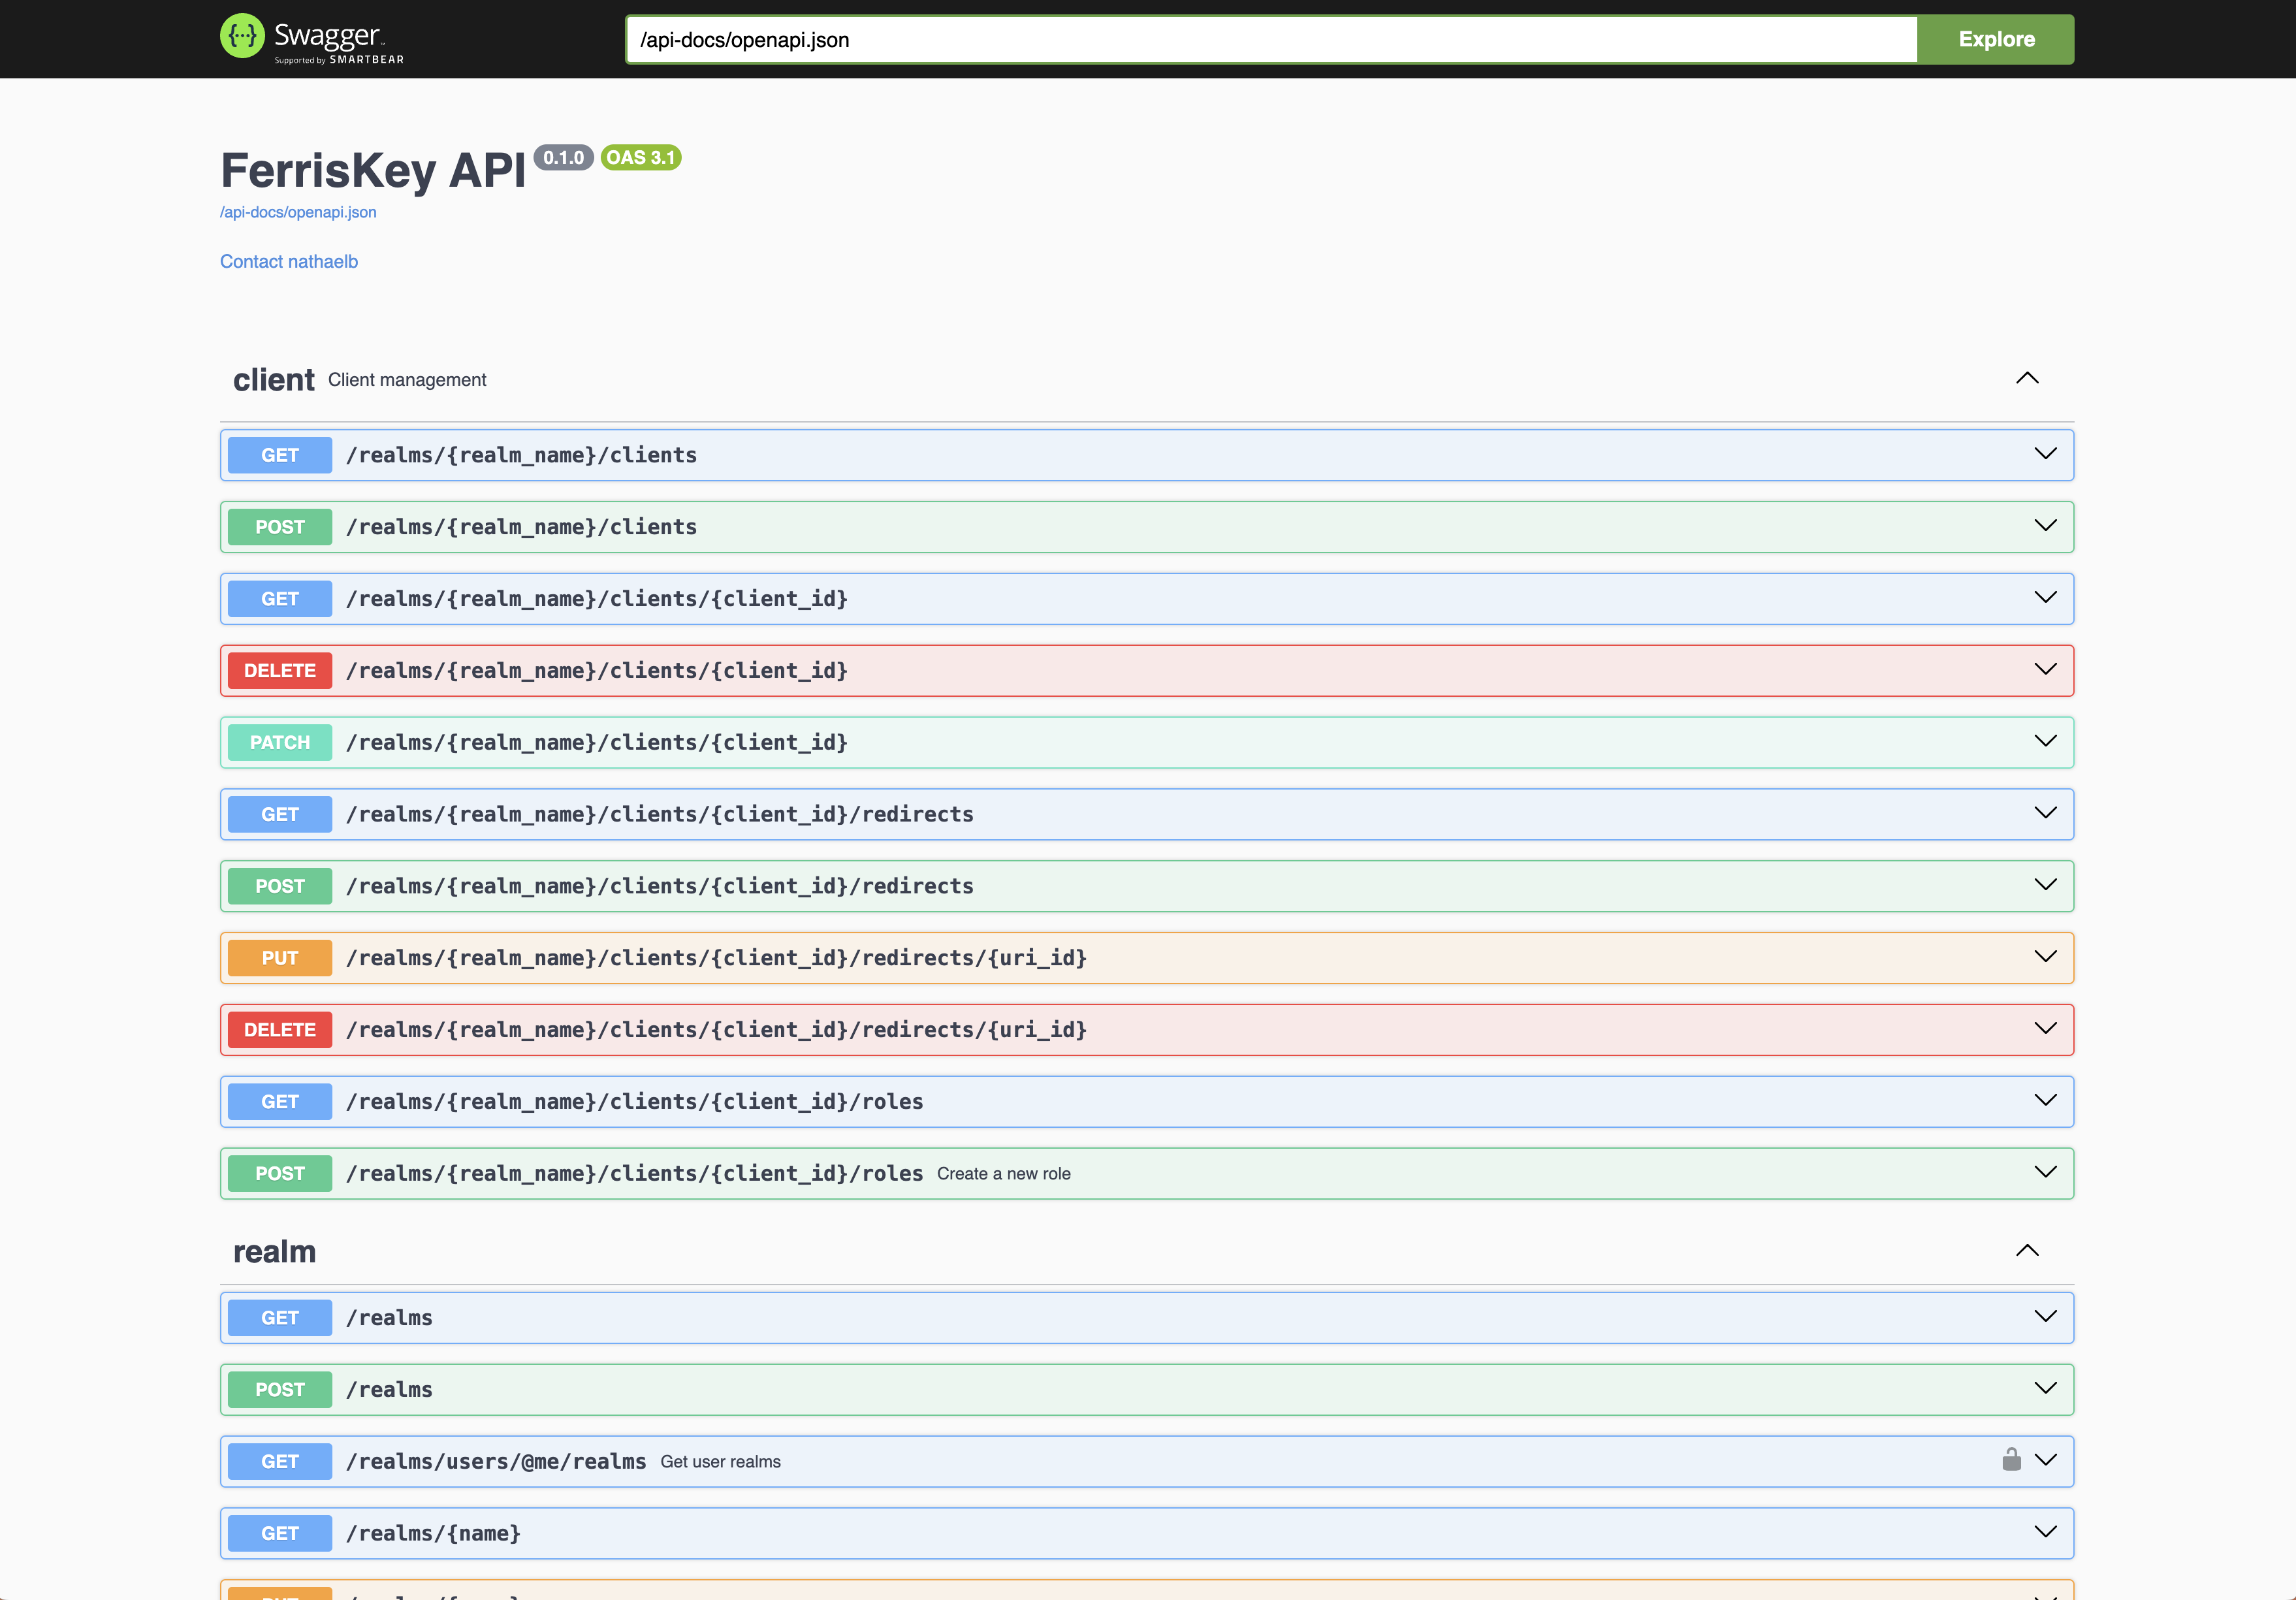 {...} Swagger™
Supported by SMARTBEAR
/api-docs/openapi.json
Explore
FerrisKey API 0.1.0 OAS 3.1
/api-docs/openapi.json
Contact nathaelb
client Client management
GET /realms/{realm_name}/clients
POST /realms/{realm_name}/clients
GET /realms/{realm_name}/clients/{client_id}
DELETE /realms/{realm_name}/clients/{client_id}
PATCH /realms/{realm_name}/clients/{client_id}
GET /realms/{realm_name}/clients/{client_id}/redirects
POST /realms/{realm_name}/clients/{client_id}/redirects
PUT /realms/{realm_name}/clients/{client_id}/redirects/{uri_id}
DELETE /realms/{realm_name}/clients/{client_id}/redirects/{uri_id}
GET /realms/{realm_name}/clients/{client_id}/roles
POST /realms/{realm_name}/clients/{client_id}/roles Create a new role
realm
GET /realms
POST /realms
GET /realms/users/@me/realms Get user realms
GET /realms/{name}